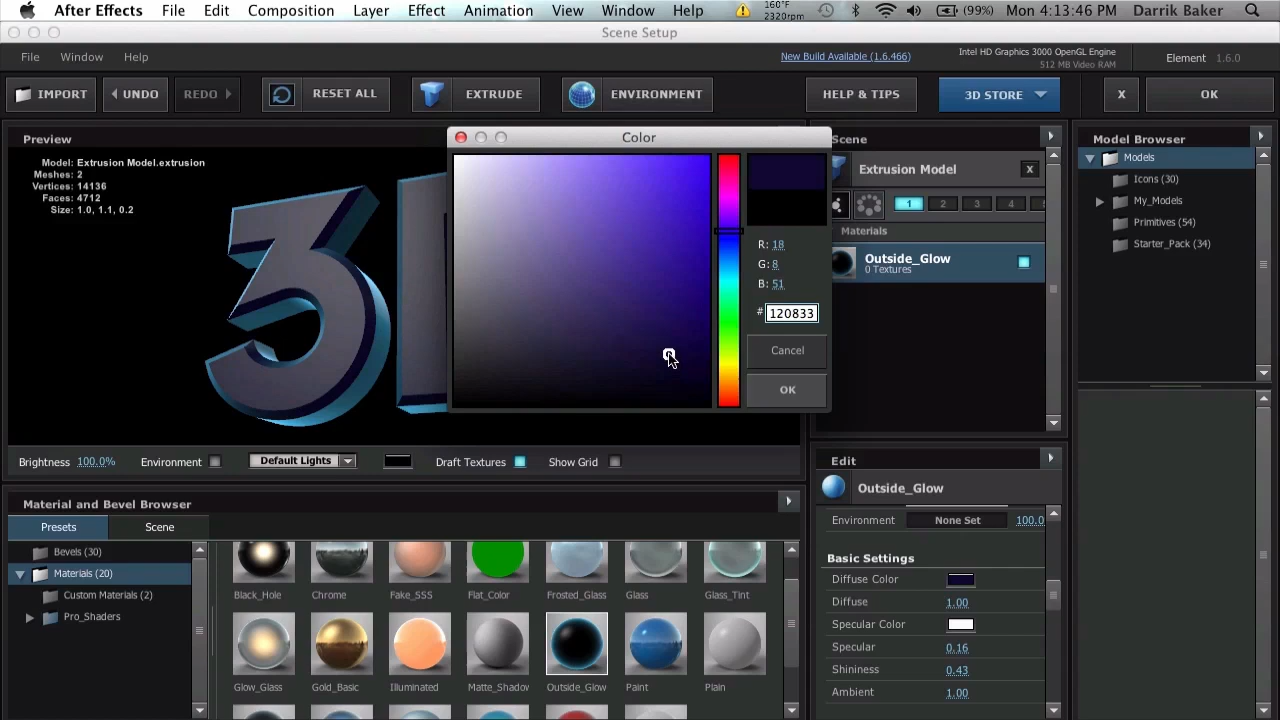 After Effects File Edit Composition Layer Effect Animation View Window Help 160°F 2320rpm (99%) Mon 4:13:46 PM Darrik Baker
Scene Setup
File Window Help New Build Available (1.6.466) Intel HD Graphics 3000 OpenGL Engine 512 MB Video RAM Element 1.6.0
IMPORT UNDO REDO RESET ALL EXTRUDE ENVIRONMENT HELP & TIPS 3D STORE X OK
Preview
Model: Extrusion Model.extrusion
Meshes: 2
Vertices: 14136
Faces: 4712
Size: 1.0, 1.1, 0.2
3
Color
R: 18
G: 8
B: 51
# 120833
Cancel
OK
Scene
Extrusion Model X
1 2 3 4
Materials
Outside_Glow
0 Textures
Model Browser
Models
Icons (30)
My_Models
Primitives (54)
Starter_Pack (34)
Brightness 100.0% Environment Default Lights Draft Textures Show Grid
Material and Bevel Browser
Presets Scene
Bevels (30)
Materials (20)
Custom Materials (2)
Pro_Shaders
Black_Hole Chrome Fake_SSS Flat_Color Frosted_Glass Glass Glass_Tint
Glow_Glass Gold_Basic Illuminated Matte_Shadow Outside_Glow Paint Plain
Edit
Outside_Glow
Environment None Set 100.0
Basic Settings
Diffuse Color
Diffuse 1.00
Specular Color
Specular 0.16
Shininess 0.43
Ambient 1.00